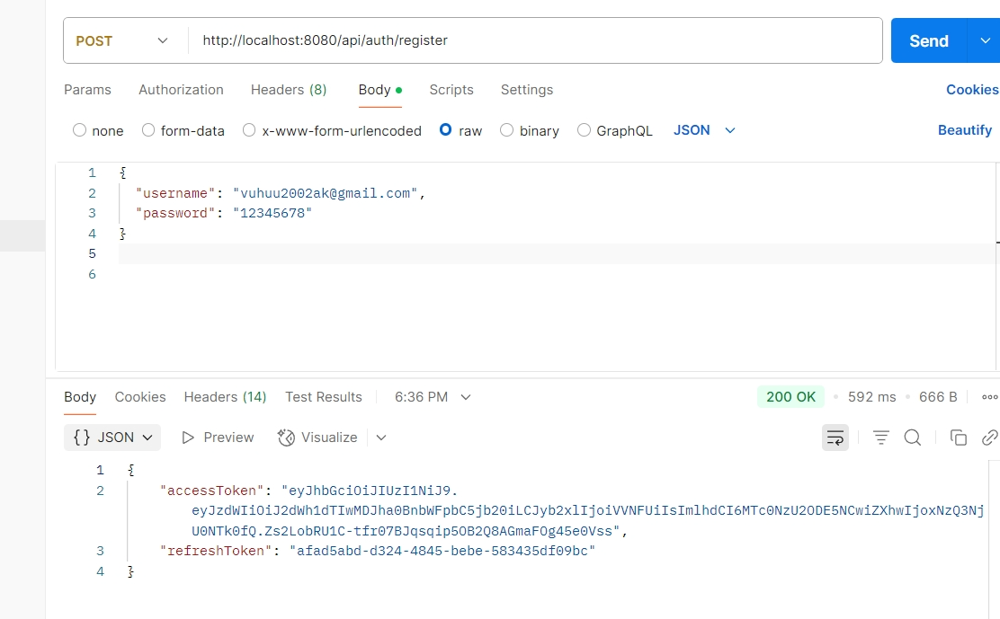 POST http://localhost:8080/api/auth/register Send
Params Authorization Headers (8) Body Scripts Settings Cookies
none form-data x-www-form-urlencoded raw binary GraphQL JSON Beautify
1 {
2 "username": "vuhuu2002ak@gmail.com",
3 "password": "12345678"
4 }
5
6
Body Cookies Headers (14) Test Results 6:36 PM 200 OK 592 ms 666 B
{} JSON Preview Visualize
1 {
2 "accessToken": "eyJhbGciOiJIUzI1NiJ9.
eyJzdWIiOiJ2dWh1dTIwMDJha0BnbWFpbC5jb20iLCJyb2xlIjoiVVNFUiIsImlhdCI6MTc0NzU2ODE5NCwiZXhwIjoxNzQ3Nj
U0NTk0fQ.Zs2LobRU1C-tfr07BJqsqip5OB2Q8AGmaFOg45e0Vss",
3 "refreshToken": "afad5abd-d324-4845-bebe-583435df09bc"
4 }